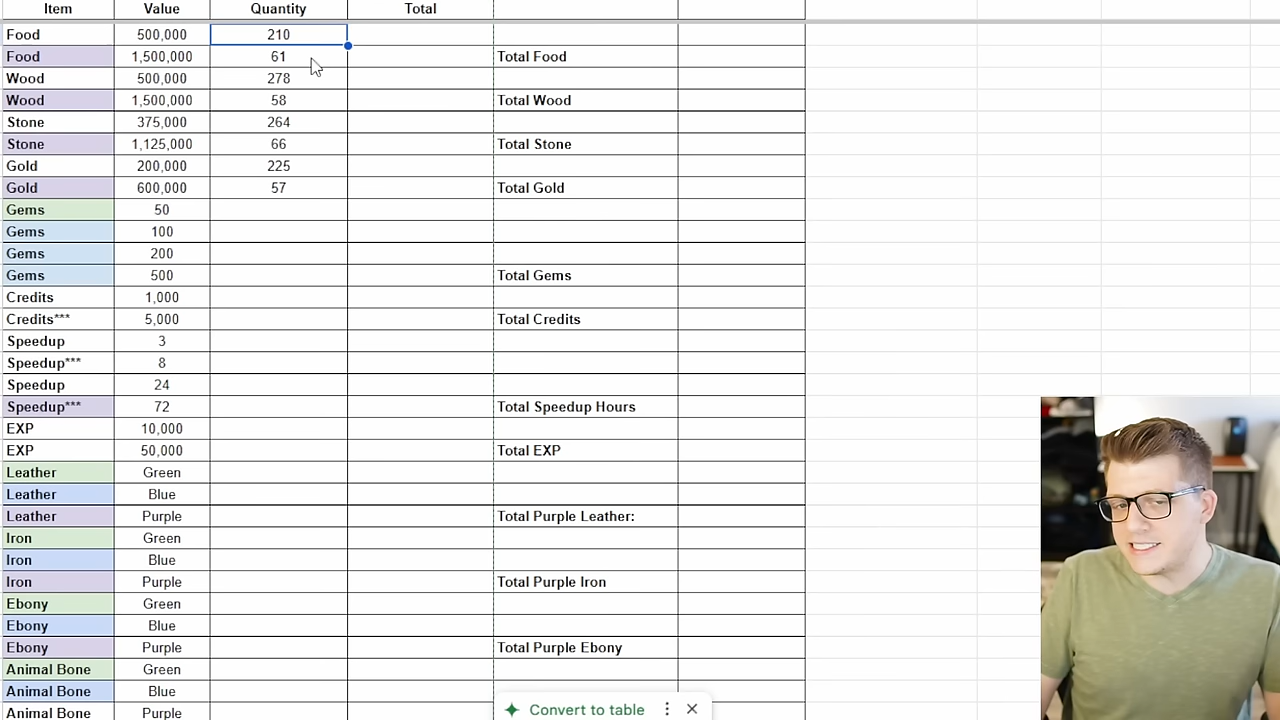 Item Value Quantity Total
Food 500,000 210
Food 1,500,000 61 Total Food
Wood 500,000 278
Wood 1,500,000 58 Total Wood
Stone 375,000 264
Stone 1,125,000 66 Total Stone
Gold 200,000 225
Gold 600,000 57 Total Gold
Gems 50
Gems 100
Gems 200
Gems 500 Total Gems
Credits 1,000
Credits*** 5,000 Total Credits
Speedup 3
Speedup*** 8
Speedup 24
Speedup*** 72 Total Speedup Hours
EXP 10,000
EXP 50,000 Total EXP
Leather Green
Leather Blue
Leather Purple Total Purple Leather:
Iron Green
Iron Blue
Iron Purple Total Purple Iron
Ebony Green
Ebony Blue
Ebony Purple Total Purple Ebony
Animal Bone Green
Animal Bone Blue
Animal Bone Purple
Convert to table